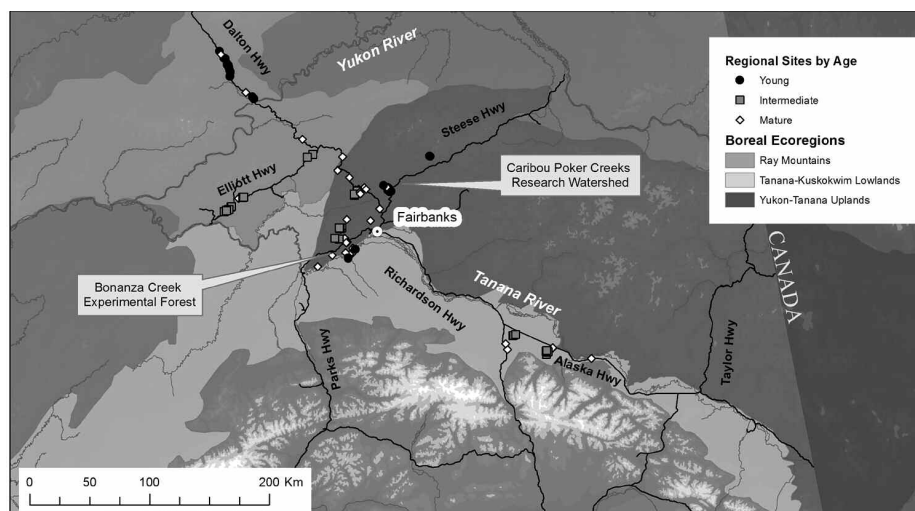 Dalton Hwy
Yukon River
Steese Hwy
Elliott Hwy
Caribou Poker Creeks
Research Watershed
Fairbanks
Bonanza Creek
Experimental Forest
Richardson Hwy
Tanana River
Parks Hwy
Alaska Hwy
Taylor Hwy
CANADA
Regional Sites by Age
Young
Intermediate
Mature
Boreal Ecoregions
Ray Mountains
Tanana-Kuskokwim Lowlands
Yukon-Tanana Uplands
0 50 100 200 Km